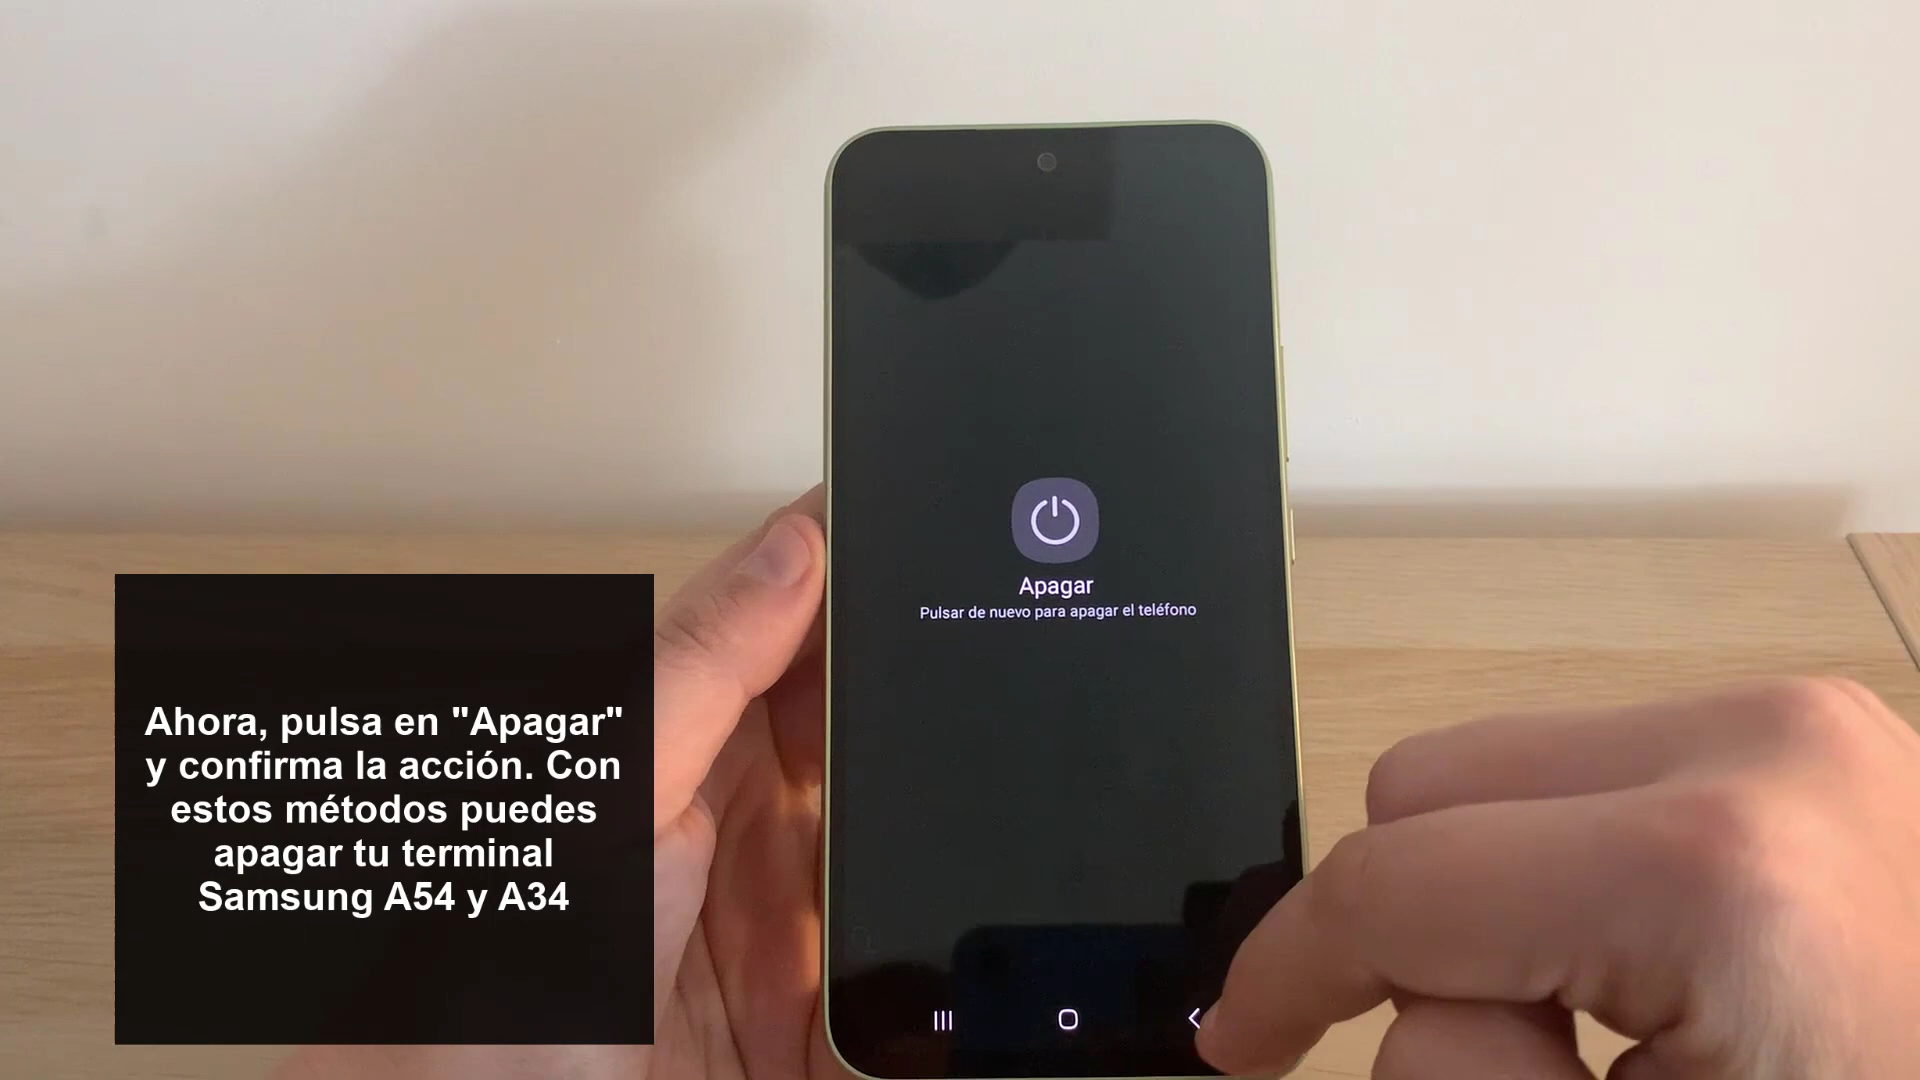 Apagar
Pulsar de nuevo para apagar el teléfono
Ahora, pulsa en "Apagar"
y confirma la acción. Con
estos métodos puedes
apagar tu terminal
Samsung A54 y A34